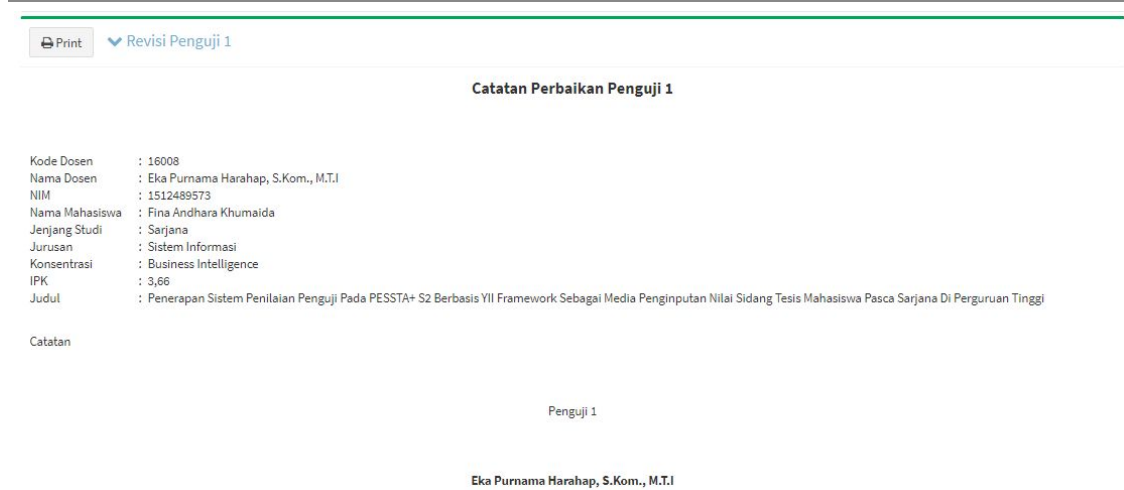 Print Revisi Penguji 1
Catatan Perbaikan Penguji 1
Kode Dosen : 16008
Nama Dosen : Eka Purnama Harahap, S.Kom., M.T.I
NIM : 1512489573
Nama Mahasiswa : Fina Andhara Khumaida
Jenjang Studi : Sarjana
Jurusan : Sistem Informasi
Konsentrasi : Business Intelligence
IPK : 3,66
Judul : Penerapan Sistem Penilaian Penguji Pada PESSTA+ S2 Berbasis YII Framework Sebagai Media Penginputan Nilai Sidang Tesis Mahasiswa Pasca Sarjana Di Perguruan Tinggi
Catatan
Penguji 1
Eka Purnama Harahap, S.Kom., M.T.I